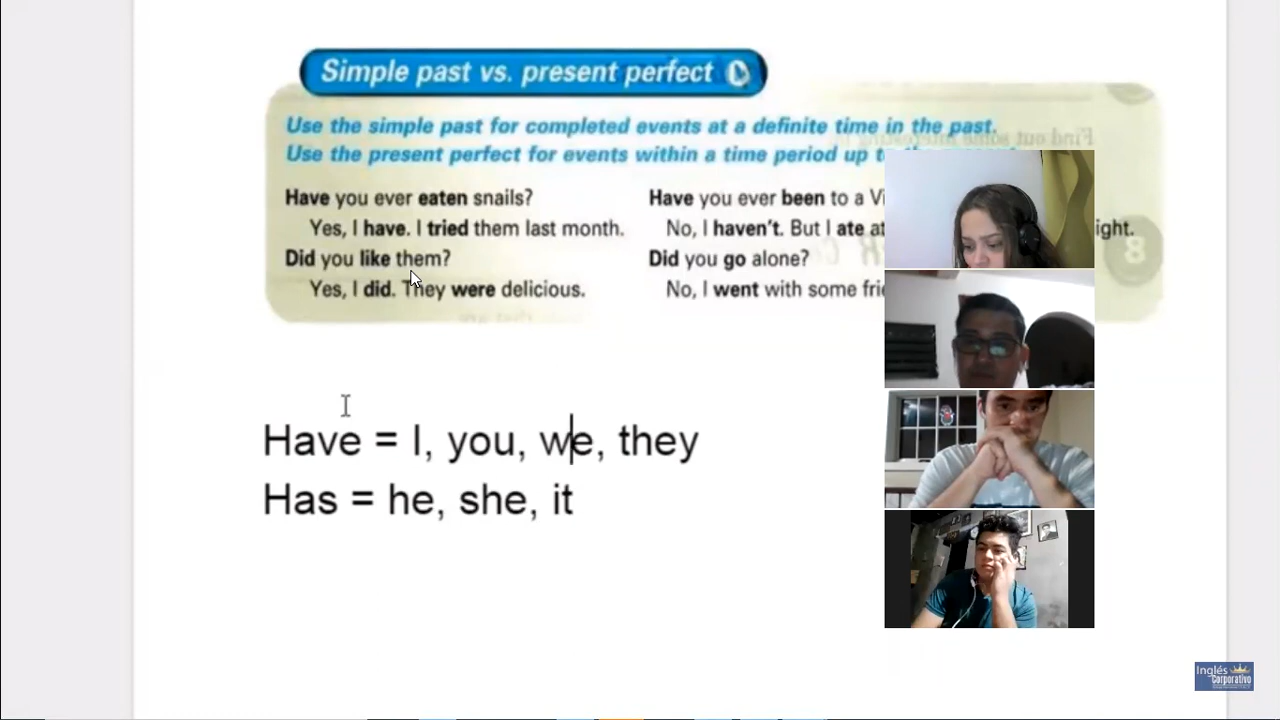 Simple past vs. present perfect
Use the simple past for completed events at a definite time in the past.
Use the present perfect for events within a time period up to
Have you ever eaten snails?
Yes, I have. I tried them last month.
Did you like them?
Yes, I did. They were delicious.
Have you ever been to a
No, I haven't. But I ate
Did you go alone?
No, I went with some
Have = I, you, we, they
Has = he, she, it
8
Inglés
Corporativo